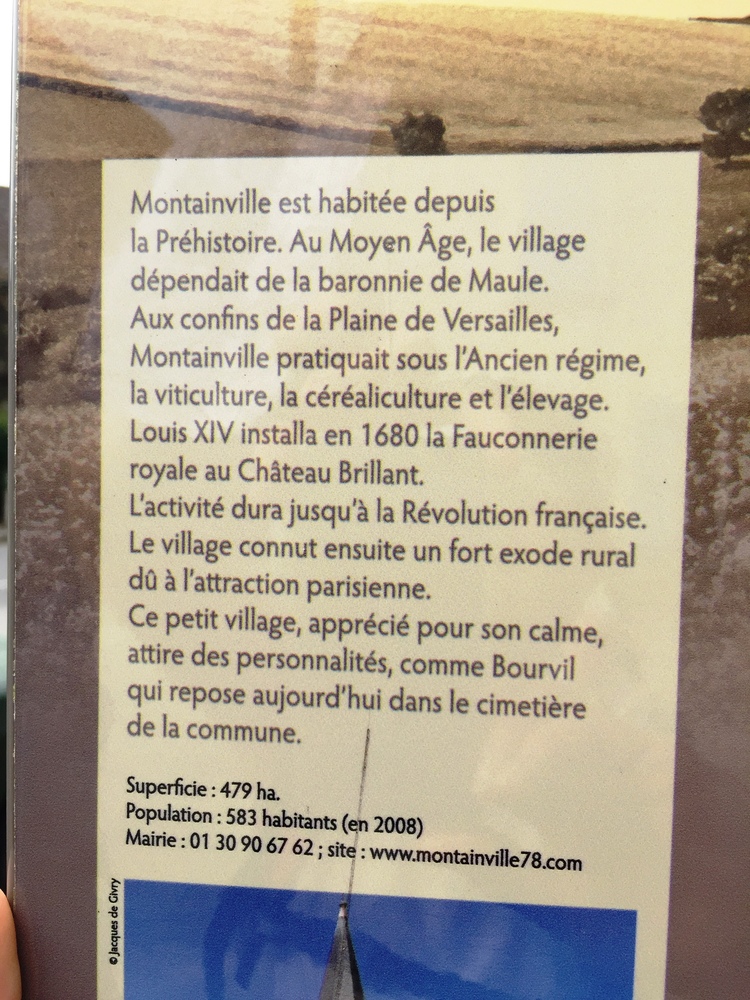 Montainville est habitée depuis
la Préhistoire. Au Moyen Âge, le village
dépendait de la baronnie de Maule.
Aux confins de la Plaine de Versailles,
Montainville pratiquait sous l'Ancien régime,
la viticulture, la céréaliculture et l'élevage.
Louis XIV installa en 1680 la Fauconnerie
royale au Château Brillant.
L'activité dura jusqu'à la Révolution française.
Le village connut ensuite un fort exode rural
dû à l'attraction parisienne.
Ce petit village, apprécié pour son calme,
attire des personnalités, comme Bourvil
qui repose aujourd'hui dans le cimetière
de la commune.
Superficie : 479 ha.
Population : 583 habitants (en 2008)
Mairie : 01 30 90 67 62 ; site : www.montainville78.com
© Jacques de Givry